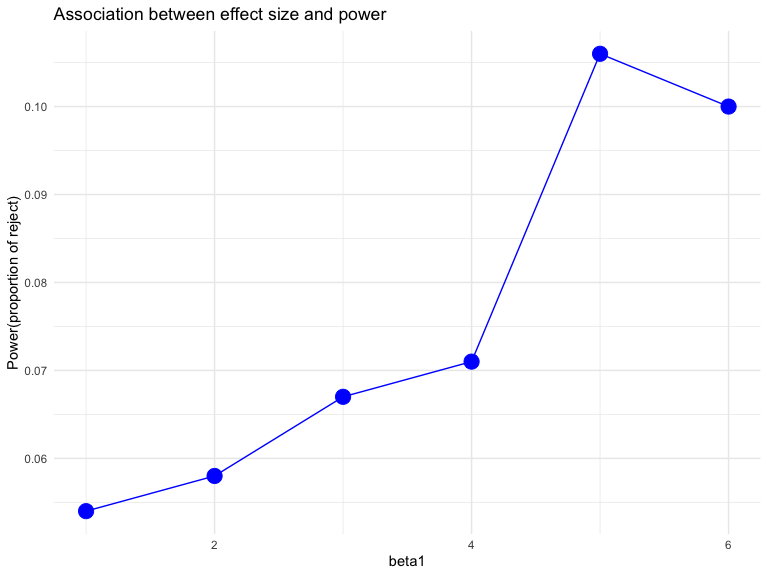 Association between effect size and power
Power(proportion of reject)
0.10
0.09
0.08
0.07
0.06
2
4
6
beta1